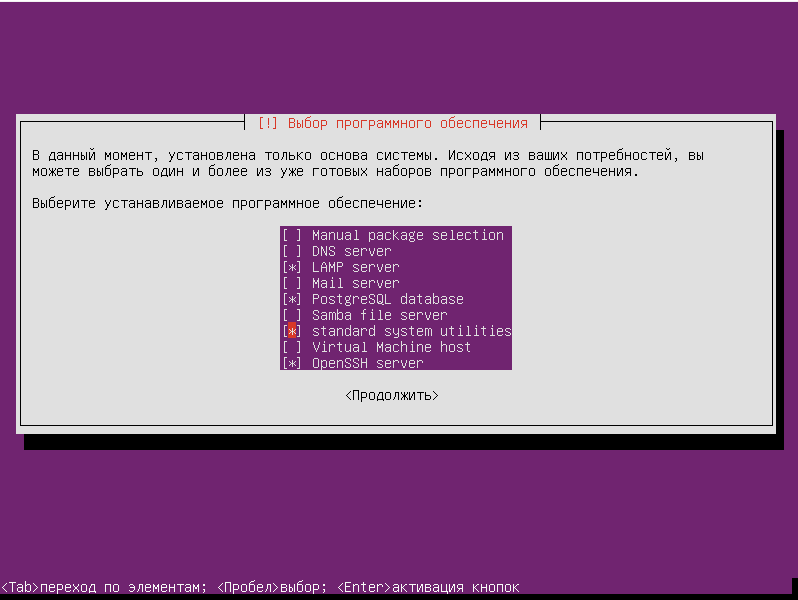 [!] Выбор программного обеспечения
В данный момент, установлена только основа системы. Исходя из ваших потребностей, вы
можете выбрать один и более из уже готовых наборов программного обеспечения.
Выберите устанавливаемое программное обеспечение:
[ ] Manual package selection
[ ] DNS server
[*] LAMP server
[ ] Mail server
[*] PostgreSQL database
[ ] Samba file server
[*] standard system utilities
[ ] Virtual Machine host
[*] OpenSSH server
<Продолжить>
<Tab>переход по элементам; <Пробел>выбор; <Enter>активация кнопок